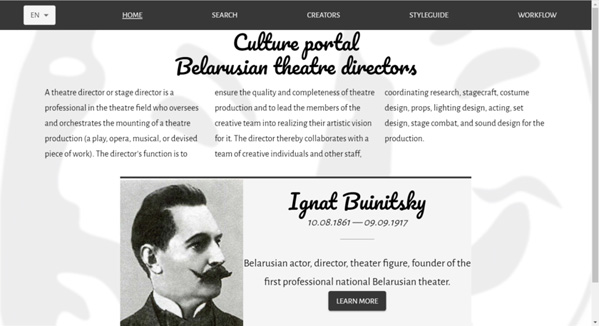 EN
HOME
SEARCH
CREATORS
STYLEGUIDE
WORKFLOW
Culture portal
Belarusian theatre directors
A theatre director or stage director is a
professional in the theatre field who oversees
and orchestrates the mounting of a theatre
production (a play, opera, musical, or devised
piece of work). The director's function is to
ensure the quality and completeness of theatre
production and to lead the members of the
creative team into realizing their artistic vision
for it. The director thereby collaborates with a
team of creative individuals and other staff,
coordinating research, stagecraft, costume
design, props, lighting design, acting, set
design, stage combat, and sound design for the
production.
Ignat Buinitsky
10.08.1861 — 09.09.1917
Belarusian actor, director, theater figure, founder of the
first professional national Belarusian theater.
LEARN MORE